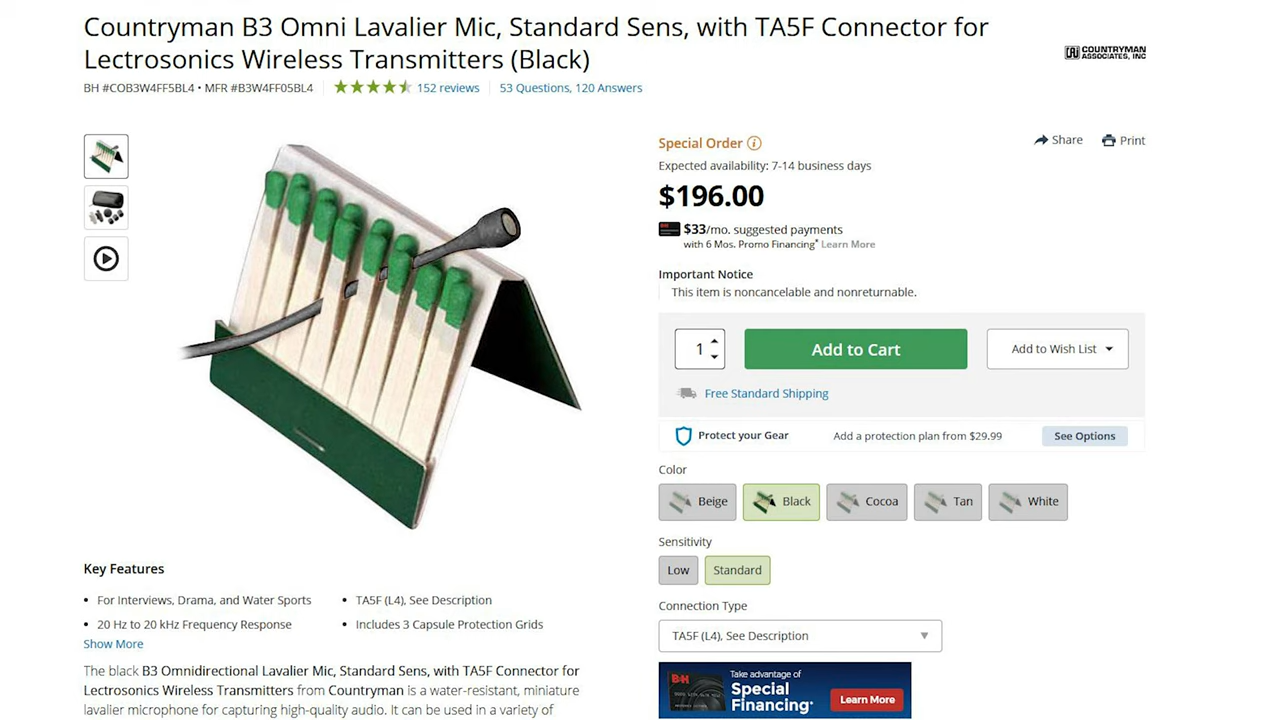 Countryman B3 Omni Lavalier Mic, Standard Sens, with TA5F Connector for
Lectrosonics Wireless Transmitters (Black)
COUNTRYMAN
ASSOCIATES, INC
BH #COB3W4FF5BL4 • MFR #B3W4FF05BL4
152 reviews
53 Questions, 120 Answers
Special Order
Share
Print
Expected availability: 7-14 business days
$196.00
$33/mo. suggested payments
with 6 Mos. Promo Financing* Learn More
Important Notice
This item is noncancelable and nonreturnable.
1
Add to Cart
Add to Wish List
Free Standard Shipping
Protect your Gear
Add a protection plan from $29.99
See Options
Color
Beige
Black
Cocoa
Tan
White
Sensitivity
Low
Standard
Connection Type
TA5F (L4), See Description
B&H
Take advantage of
Special
Financing*
Learn More
Key Features
• For Interviews, Drama, and Water Sports
• TA5F (L4), See Description
• 20 Hz to 20 kHz Frequency Response
• Includes 3 Capsule Protection Grids
Show More
The black B3 Omnidirectional Lavalier Mic, Standard Sens, with TA5F Connector for
Lectrosonics Wireless Transmitters from Countryman is a water-resistant, miniature
lavalier microphone for capturing high-quality audio. It can be used in a variety of